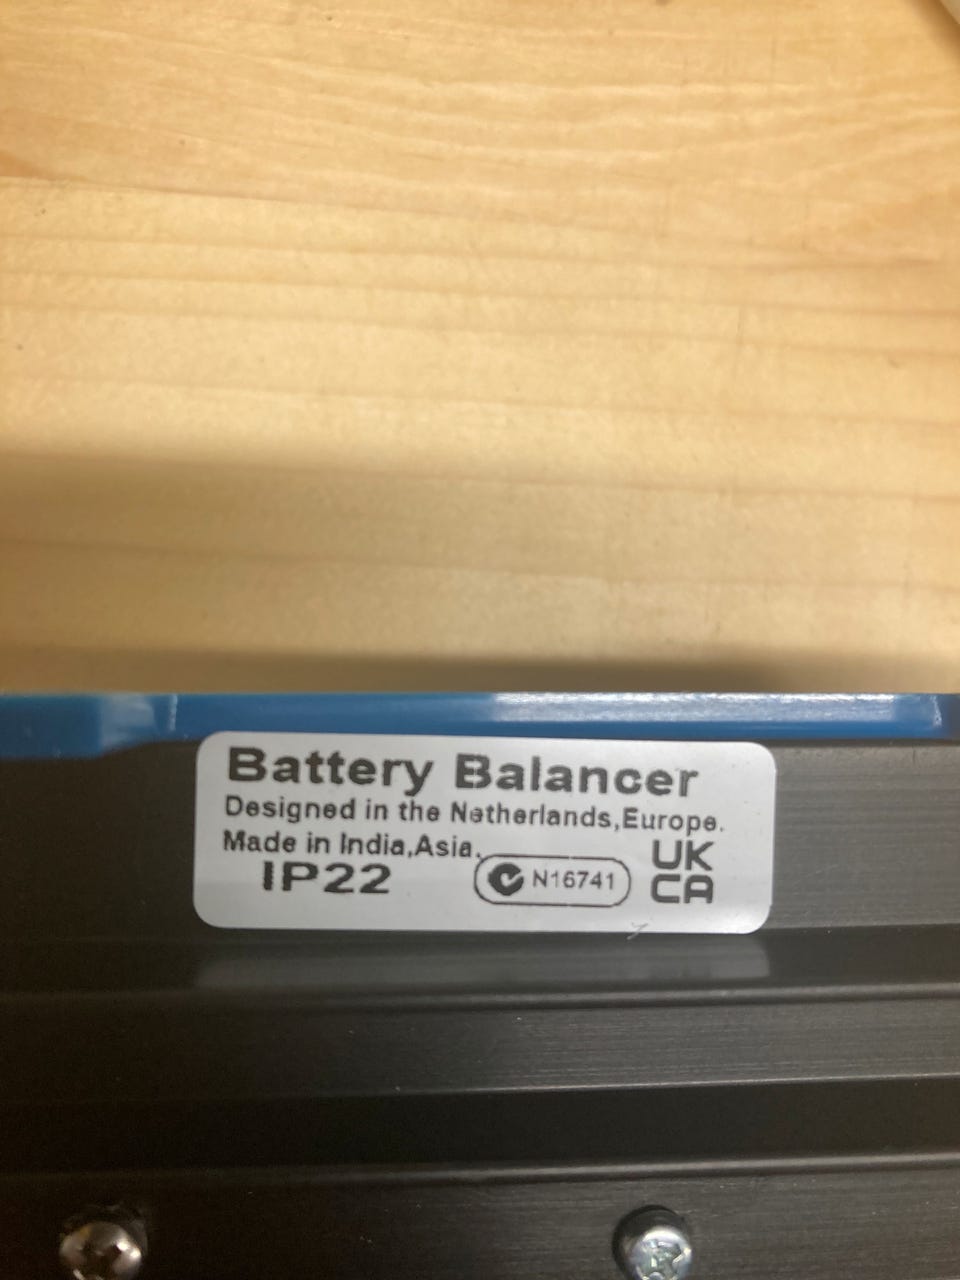 Battery Balancer
Designed in the Netherlands,Europe.
Made in India,Asia.
IP22
N16741
UK
CA